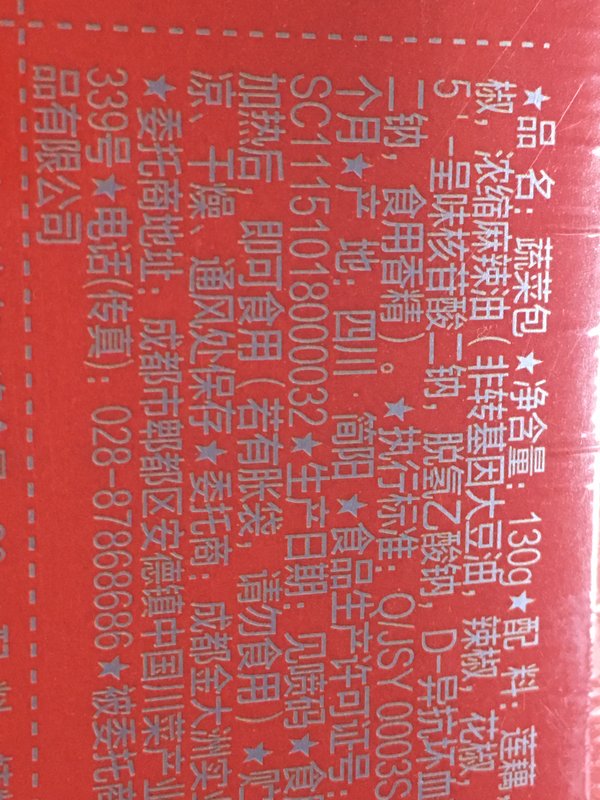 ★品 名: 蔬菜包 ★净含量: 130g★配 料: 莲藕,
椒, 浓缩麻辣油(非转基因大豆油, 辣椒, 花椒,
5'-呈味核苷酸二钠, 脱氢乙酸钠, D-异抗坏血
二钠, 食用香精)。 ★执行标准: Q/JSY 0003S
个月 ★产 地: 四川·简阳 ★食品生产许可证号:
SC11151018000032★生产日期: 见喷码 ★食
加热后, 即可食用(若有胀袋, 请勿食用) ★贮
凉、干燥、通风处保存★委托商: 成都金大洲实业
★委托商地址: 成都市郫都区安德镇中国川菜产业
339号★电话(传真): 028-87868686★被委托商
品有限公司